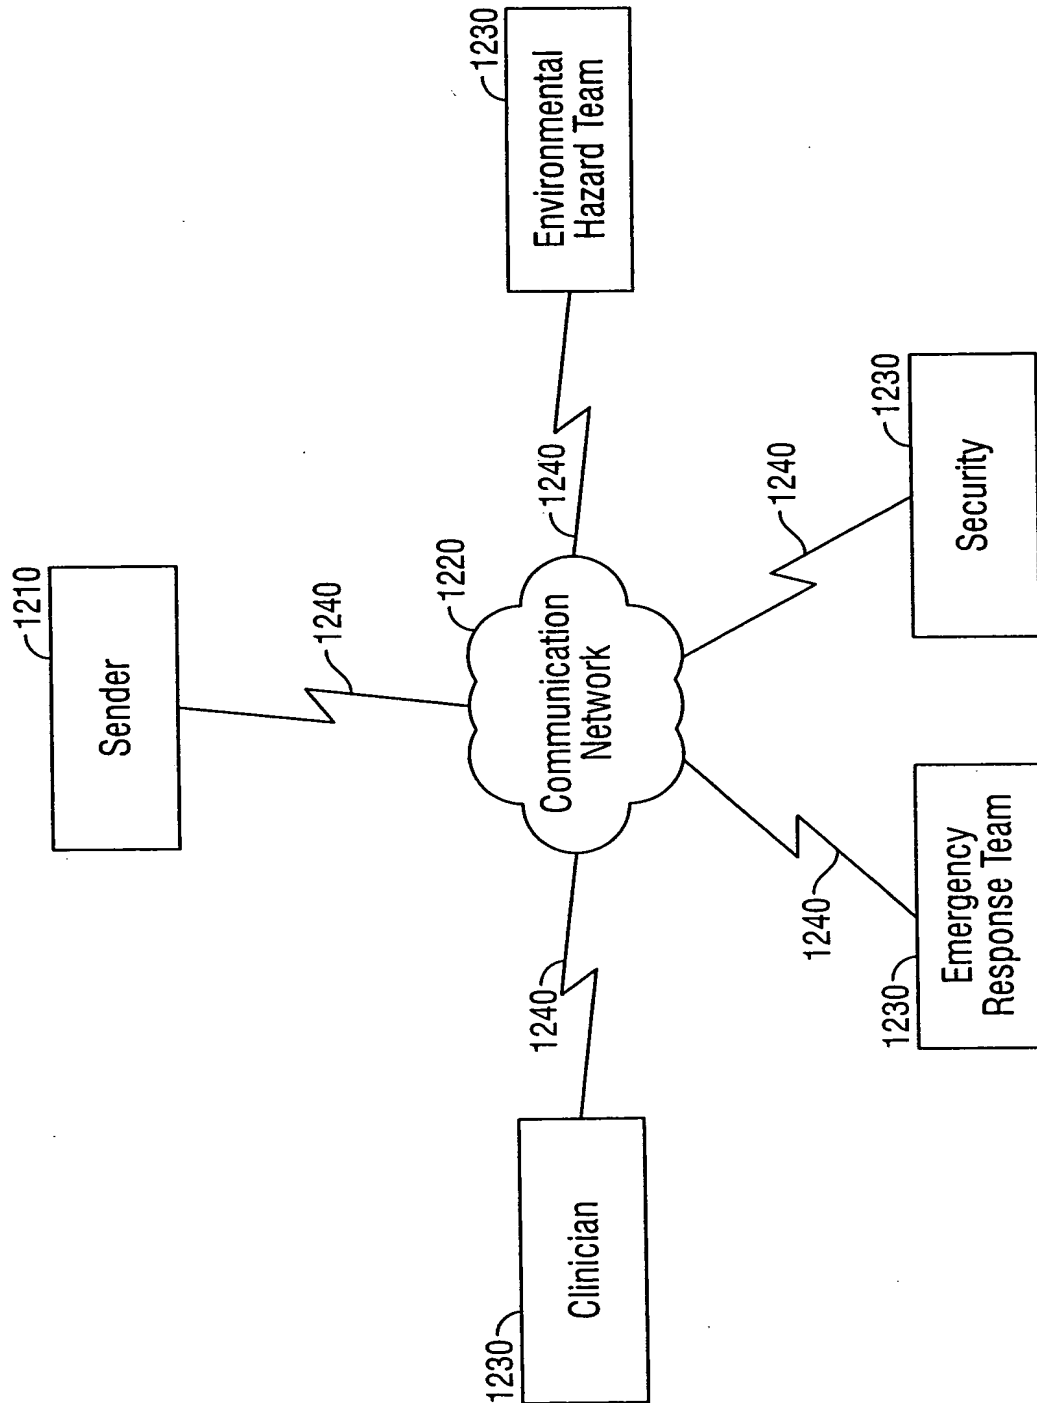 1210
Sender
1240
1220
Communication
Network
1240
1230
Clinician
1240
1230
Environmental
Hazard Team
1240
1230
Emergency
Response Team
1240
1230
Security